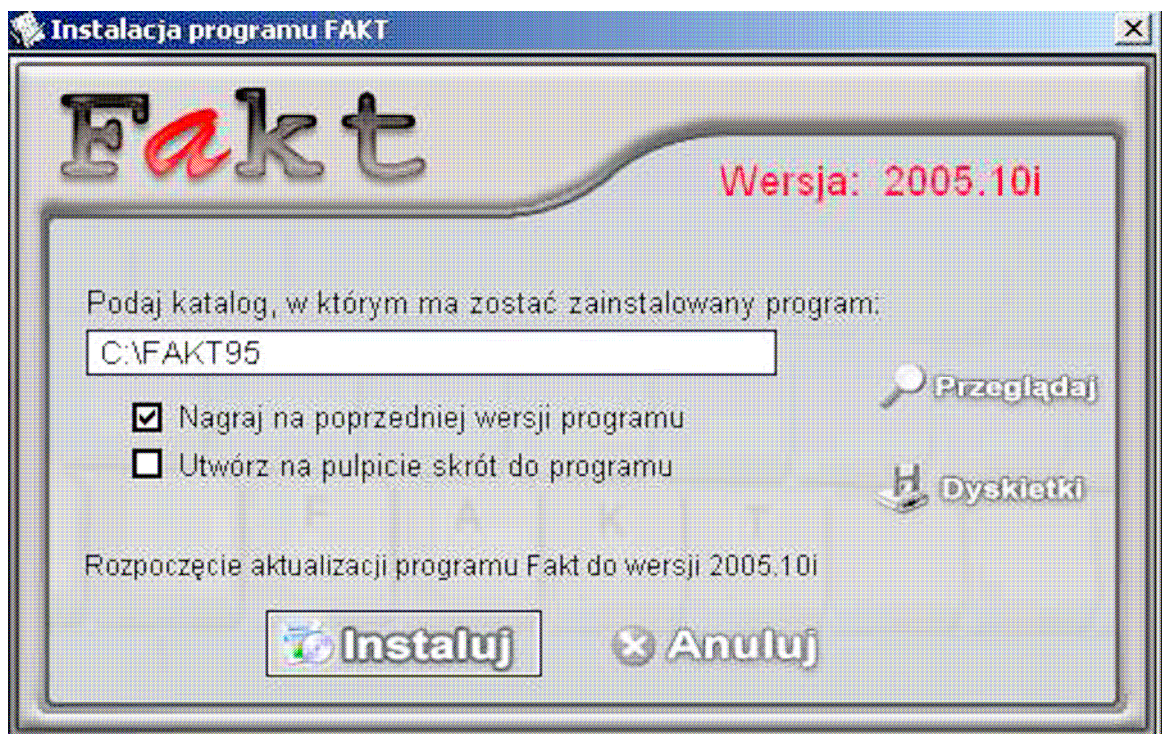 Instalacja programu FAKT
Fakt
Wersja: 2005.10i
Podaj katalog, w którym ma zostać zainstalowany program:
C:\FAKT95
Przeglądaj
Nagraj na poprzedniej wersji programu
Utwórz na pulpicie skrót do programu
Dyskietki
F A K T
Rozpoczęcie aktualizacji programu Fakt do wersji 2005.10i
Instaluj Anuluj